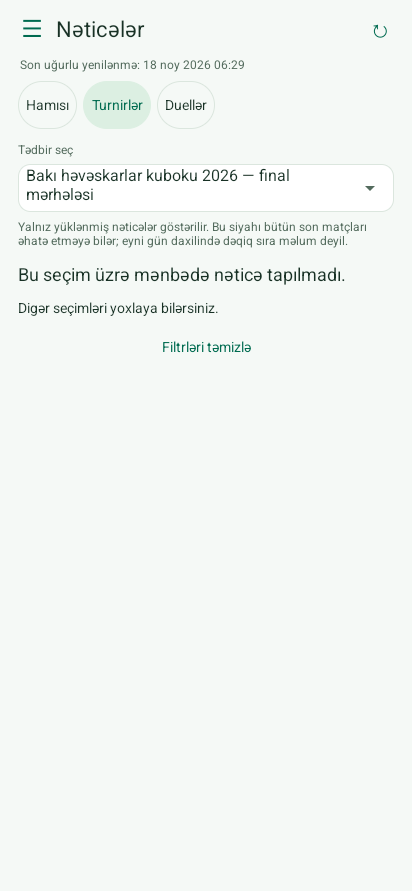 Nəticələr
Son uğurlu yenilənmə: 18 noy 2026 06:29
Hamısı Turnirlər Duellər
Tədbir seç
Bakı həvəskarlar kuboku 2026 — final
mərhələsi
Yalnız yüklənmiş nəticələr göstərilir. Bu siyahı bütün son matçları
əhatə etməyə bilər; eyni gün daxilində dəqiq sıra məlum deyil.
Bu seçim üzrə mənbədə nəticə tapılmadı.
Digər seçimləri yoxlaya bilərsiniz.
Filtrləri təmizlə